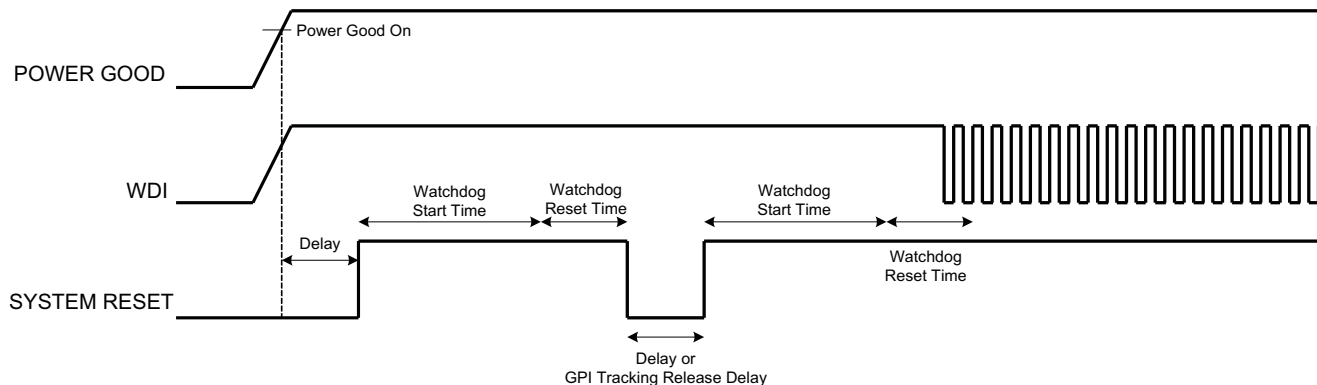 Power Good On
POWER GOOD
WDI
Watchdog
Start Time
Watchdog
Reset Time
Watchdog
Start Time
Delay
Watchdog
Reset Time
SYSTEM RESET
Delay or
GPI Tracking Release Delay